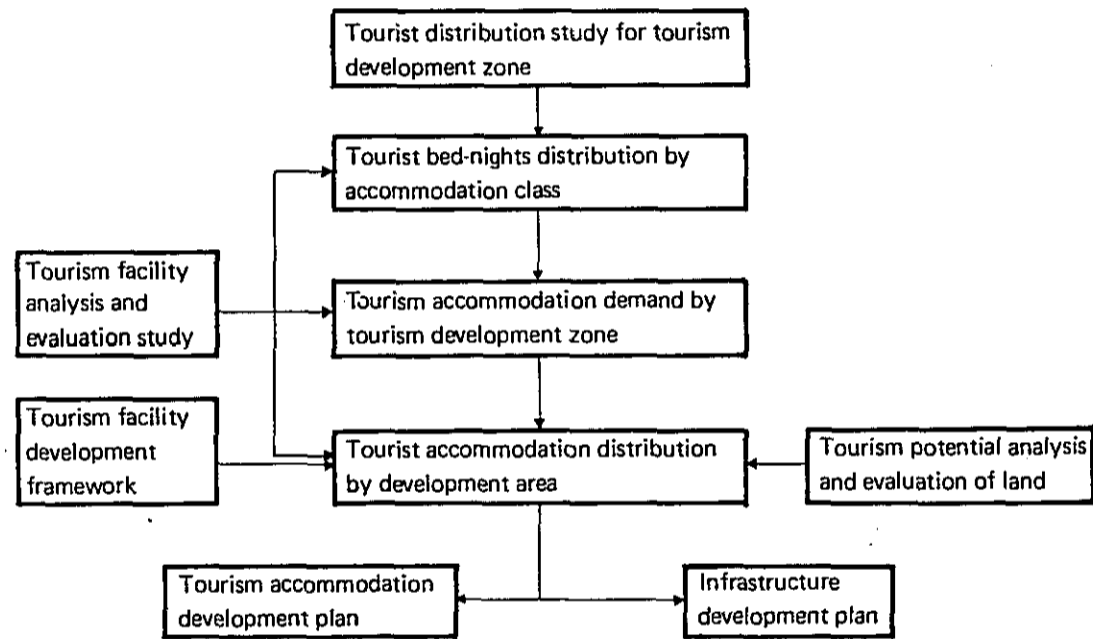 Tourist distribution study for tourism
development zone
Tourist bed-nights distribution by
accommodation class
Tourism facility
analysis and
evaluation study
Tourism accommodation demand by
tourism development zone
Tourism facility
development
framework
Tourist accommodation distribution
by development area
Tourism potential analysis
and evaluation of land
Tourism accommodation
development plan
Infrastructure
development plan